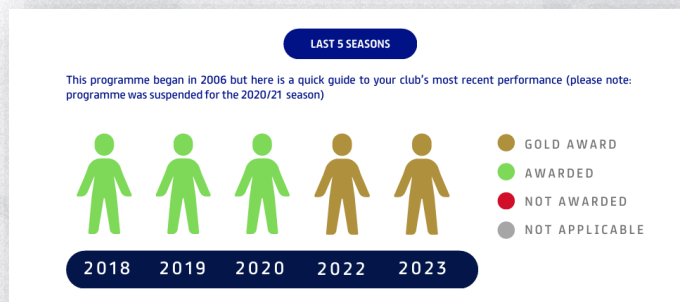 LAST 5 SEASONS
This programme began in 2006 but here is a quick guide to your club's most recent performance (please note:
programme was suspended for the 2020/21 season)
GOLD AWARD
AWARDED
NOT AWARDED
NOT APPLICABLE
2018 2019 2020 2022 2023